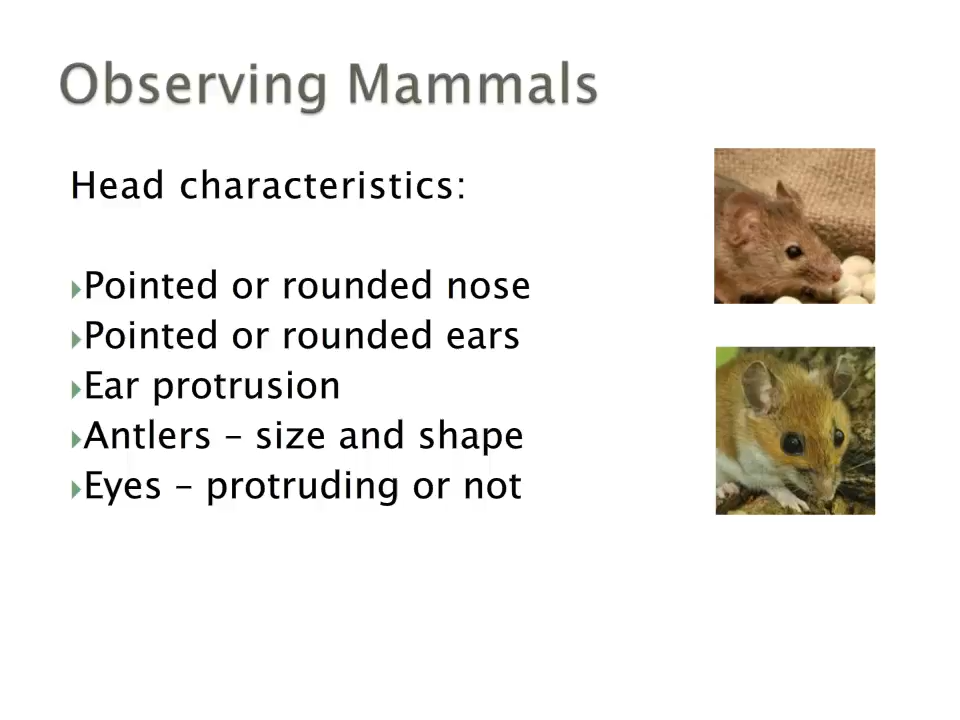 Observing Mammals
Head characteristics:
Pointed or rounded nose
Pointed or rounded ears
Ear protrusion
Antlers – size and shape
Eyes – protruding or not